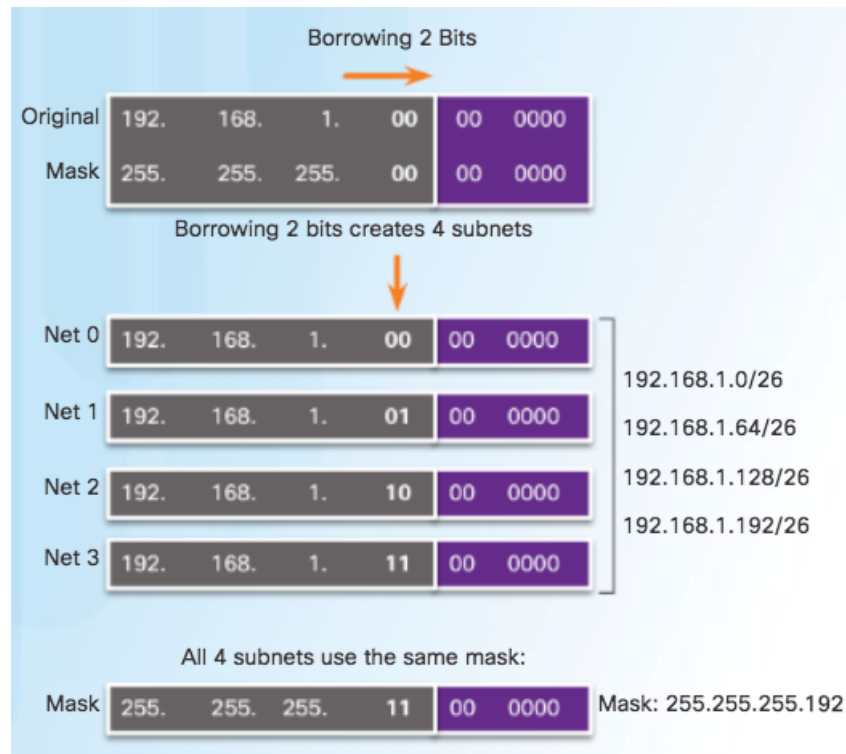 Borrowing 2 Bits
Original 192. 168. 1. 00 00 0000
Mask 255. 255. 255. 00 00 0000
Borrowing 2 bits creates 4 subnets
Net 0 192. 168. 1. 00 00 0000
192.168.1.0/26
Net 1 192. 168. 1. 01 00 0000
192.168.1.64/26
Net 2 192. 168. 1. 10 00 0000
192.168.1.128/26
192.168.1.192/26
Net 3 192. 168. 1. 11 00 0000
All 4 subnets use the same mask:
Mask 255. 255. 255. 11 00 0000 Mask: 255.255.255.192